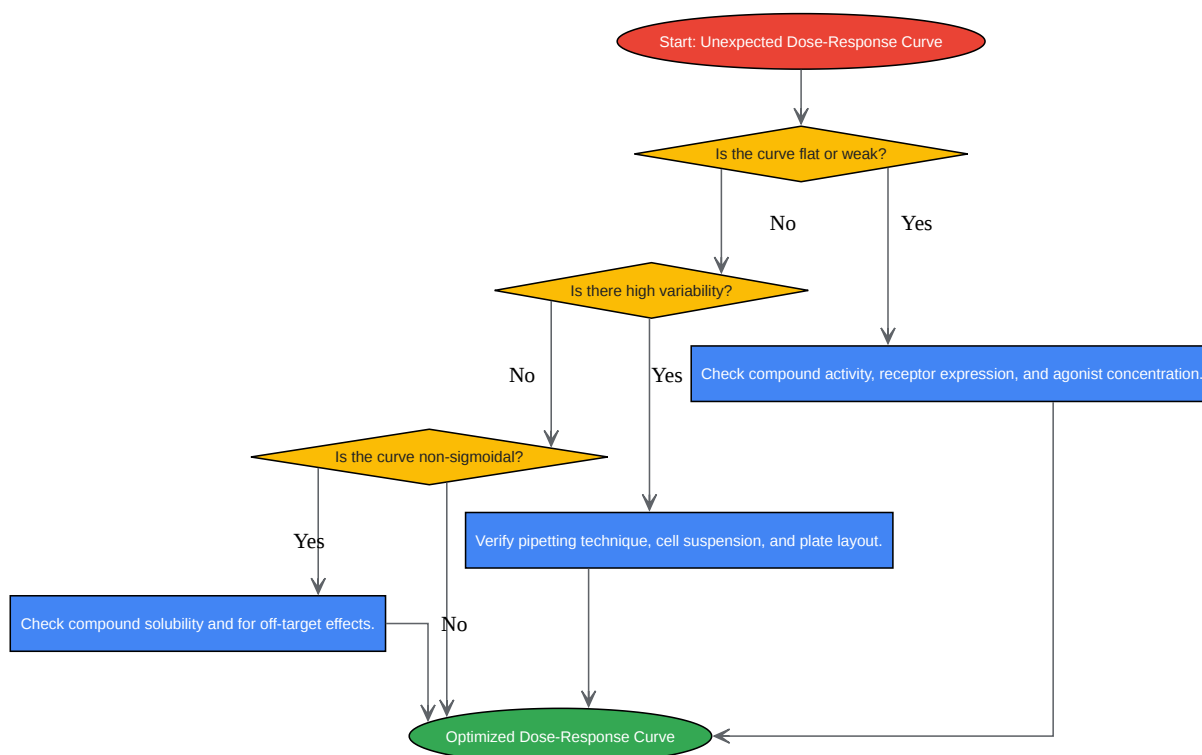 Start: Unexpected Dose-Response Curve
Is the curve flat or weak?
No
Yes
Is there high variability?
No
Yes
Check compound activity, receptor expression, and agonist concentration.
Is the curve non-sigmoidal?
Yes
Verify pipetting technique, cell suspension, and plate layout.
Check compound solubility and for off-target effects.
No
Optimized Dose-Response Curve